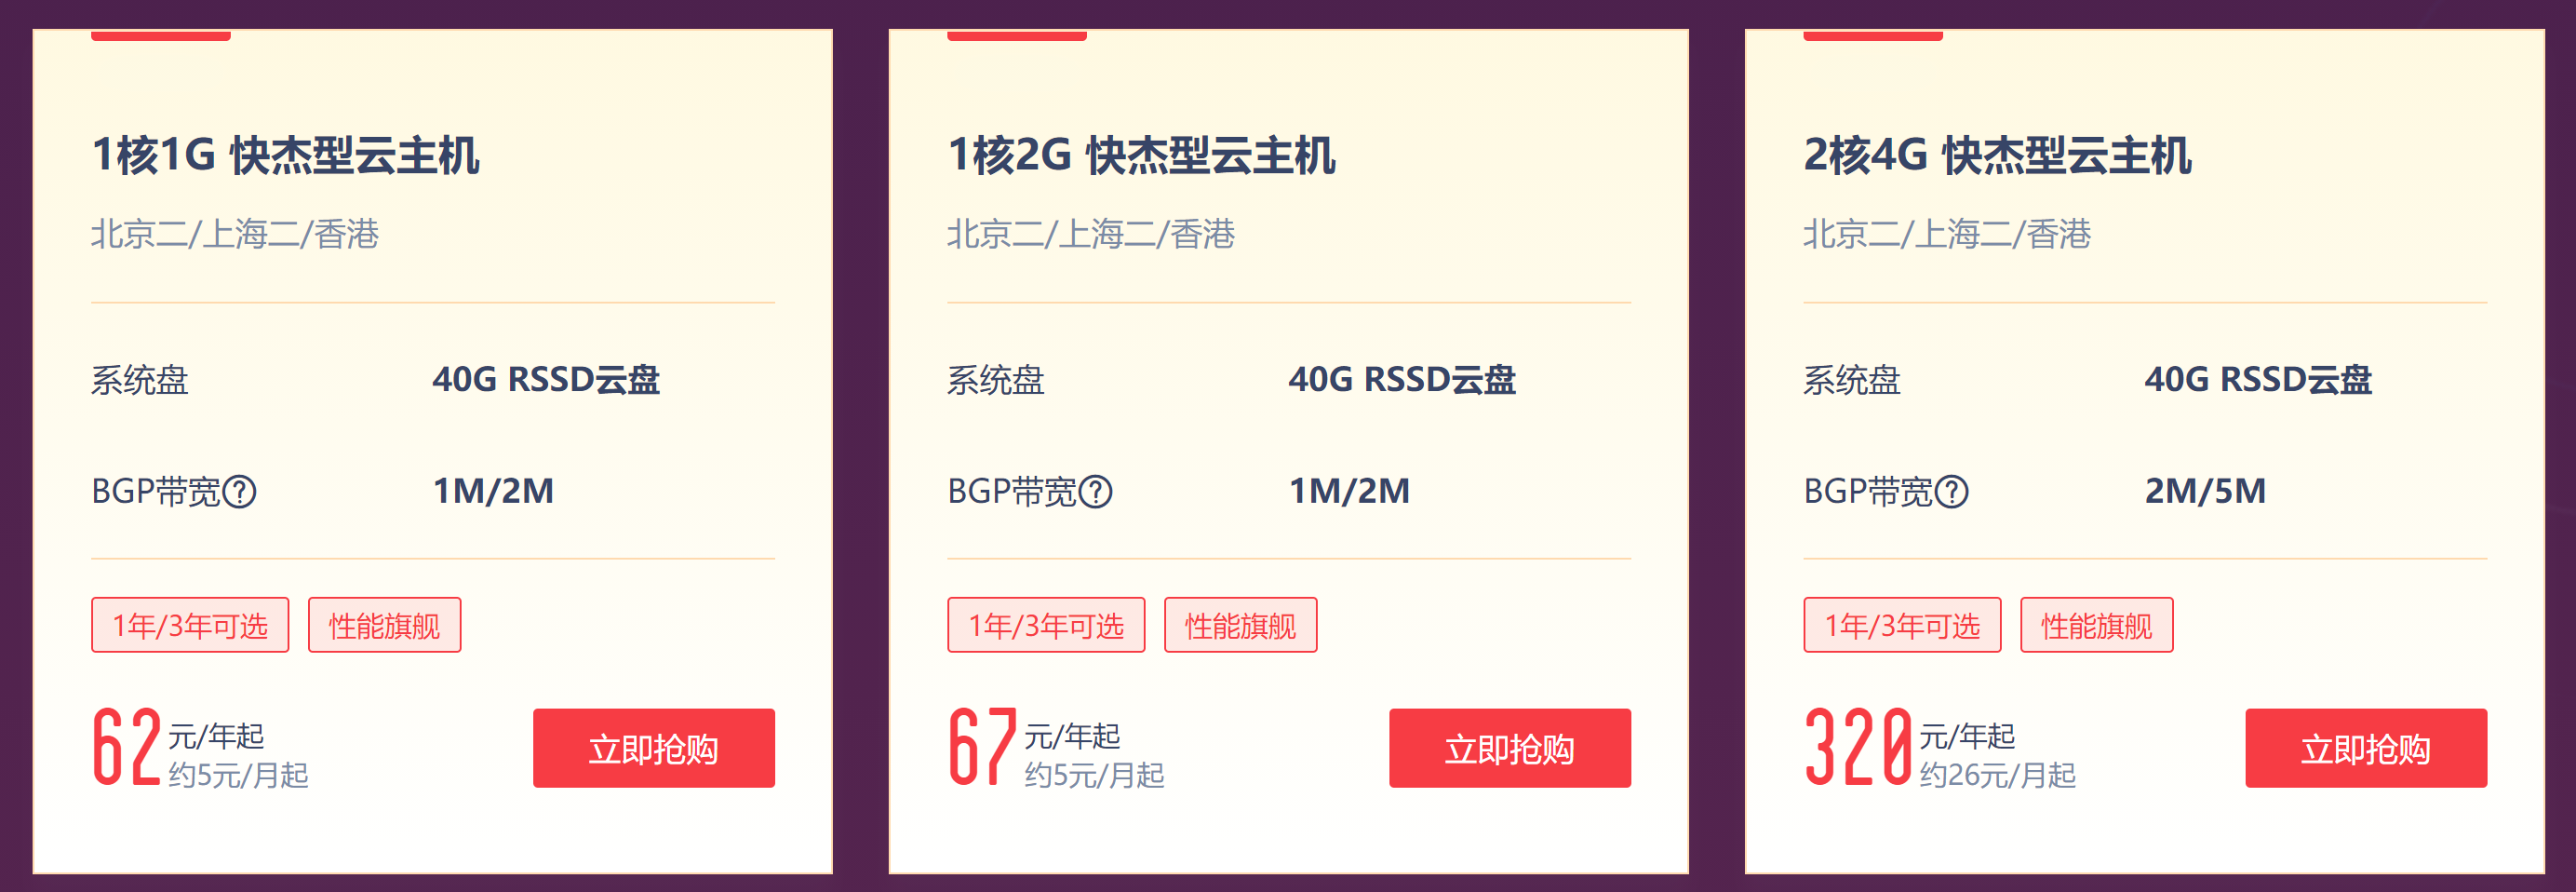 1核1G 快杰型云主机
北京二/上海二/香港
系统盘 40G RSSD云盘
BGP带宽? 1M/2M
1年/3年可选 性能旗舰
62 元/年起
约5元/月起
立即抢购
1核2G 快杰型云主机
北京二/上海二/香港
系统盘 40G RSSD云盘
BGP带宽? 1M/2M
1年/3年可选 性能旗舰
67 元/年起
约5元/月起
立即抢购
2核4G 快杰型云主机
北京二/上海二/香港
系统盘 40G RSSD云盘
BGP带宽? 2M/5M
1年/3年可选 性能旗舰
320 元/年起
约26元/月起
立即抢购